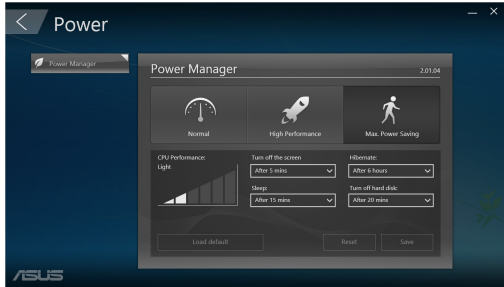 Power
Power Manager
Power Manager
2.01.04
Normal
High Performance
Max. Power Saving
CPU Performance:
Light
Turn off the screen
After 5 mins
Hibernate:
After 6 hours
Sleep:
After 15 mins
Turn off hard disk:
After 20 mins
Load default
Reset
Save
ASUS